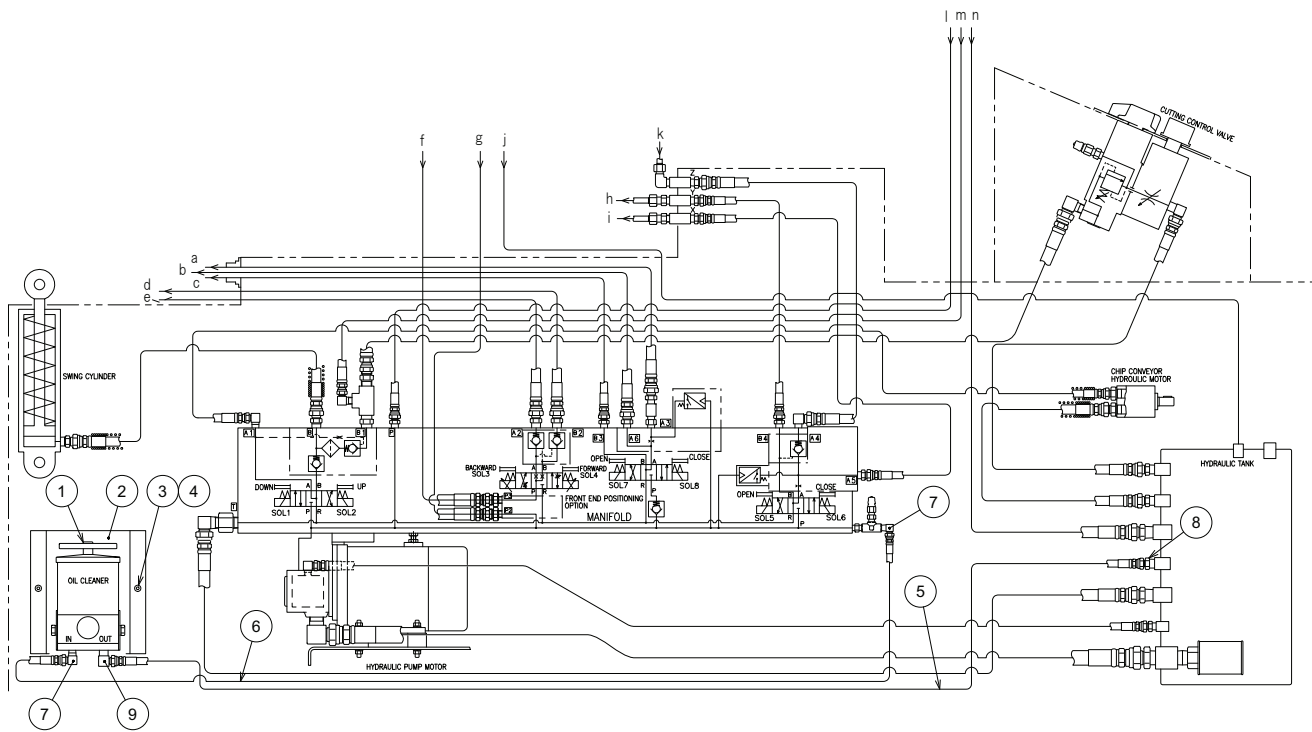 l m n
CUTTING CONTROL VALVE
f g j
k
Z
Y
X
h
i
a
b
c
d
e
SWING CYLINDER
CHIP CONVEYOR
HYDROULIC MOTOR
HYDRAULIC TANK
A1 B B1 P A2 B2 B3 A6 A3 B4 A4
A5
T
A B
P R
DOWN UP
SOL1 SOL2
BACKWARD
SOL3
A B
P R
FORWARD
SOL4
FRONT END POSITIONING
OPTION
P2
OPEN CLOSE
B A
R P
SOL7 SOL8
MANIFOLD
OPEN CLOSE
B A
R P
SOL5 SOL6
1 2 3 4
OIL CLEANER
IN OUT
7 9
6
HYDRAULIC PUMP MOTOR
7
8
5